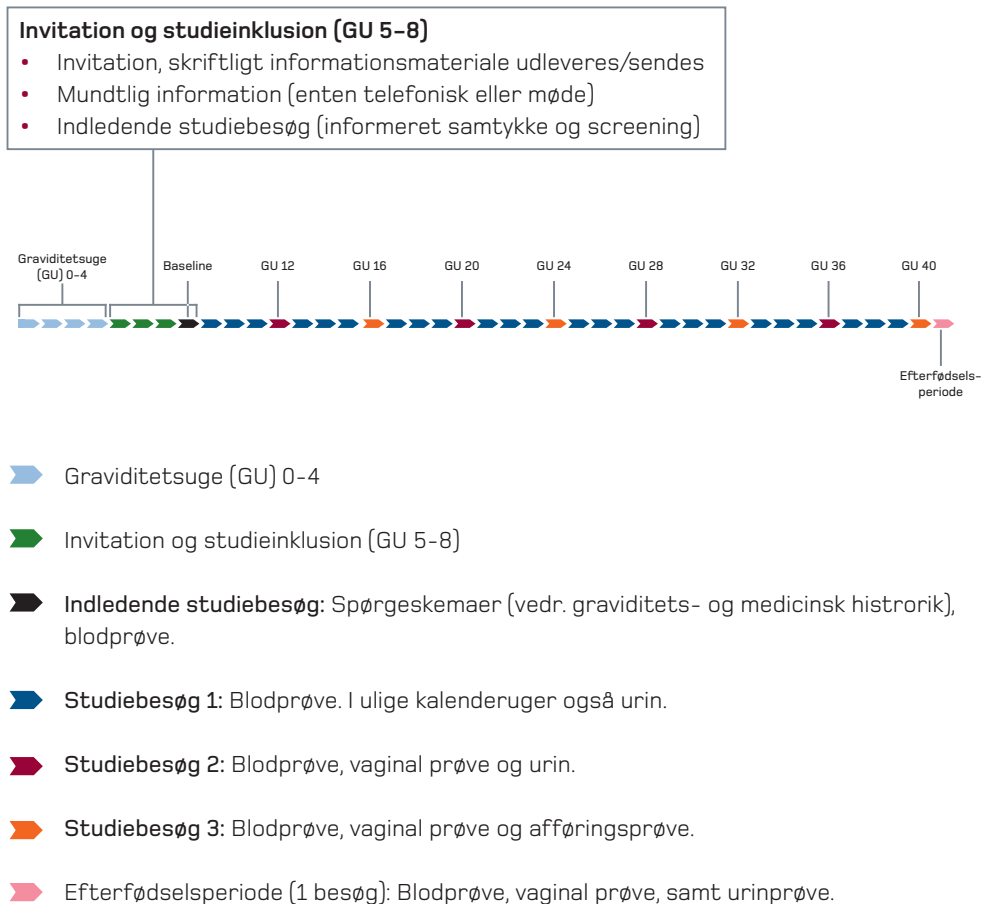 Invitation og studieinklusion (GU 5-8)
• Invitation, skriftligt informationsmateriale udleveres/sendes
• Mundtlig information (enten telefonisk eller møde)
• Indledende studiebesøg (informeret samtykke og screening)
Graviditetsuge
(GU) 0-4
Baseline
GU 12
GU 16
GU 20
GU 24
GU 28
GU 32
GU 36
GU 40
Efterfødsels-
periode
Graviditetsuge (GU) 0-4
Invitation og studieinklusion (GU 5-8)
Indledende studiebesøg: Spørgeskemaer (vedr. graviditets- og medicinsk histrorik),
blodprøve.
Studiebesøg 1: Blodprøve. I ulige kalenderuger også urin.
Studiebesøg 2: Blodprøve, vaginal prøve og urin.
Studiebesøg 3: Blodprøve, vaginal prøve og afføringsprøve.
Efterfødselsperiode (1 besøg): Blodprøve, vaginal prøve, samt urinprøve.